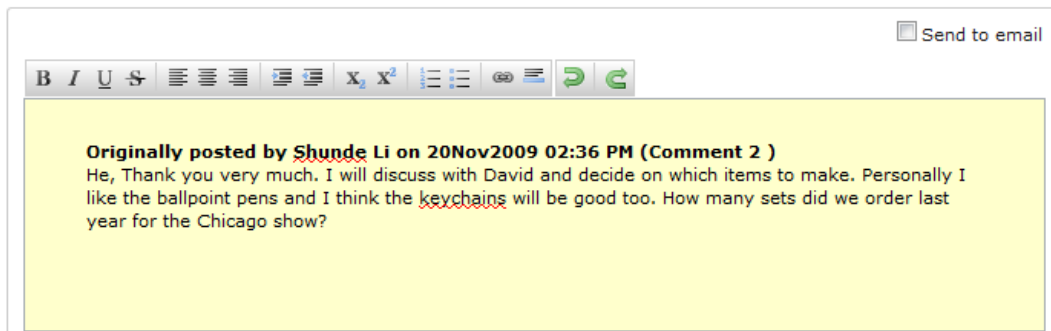 Send to email
B I U S X2 X2
Originally posted by Shunde Li on 20Nov2009 02:36 PM (Comment 2 )
He, Thank you very much. I will discuss with David and decide on which items to make. Personally I
like the ballpoint pens and I think the keychains will be good too. How many sets did we order last
year for the Chicago show?